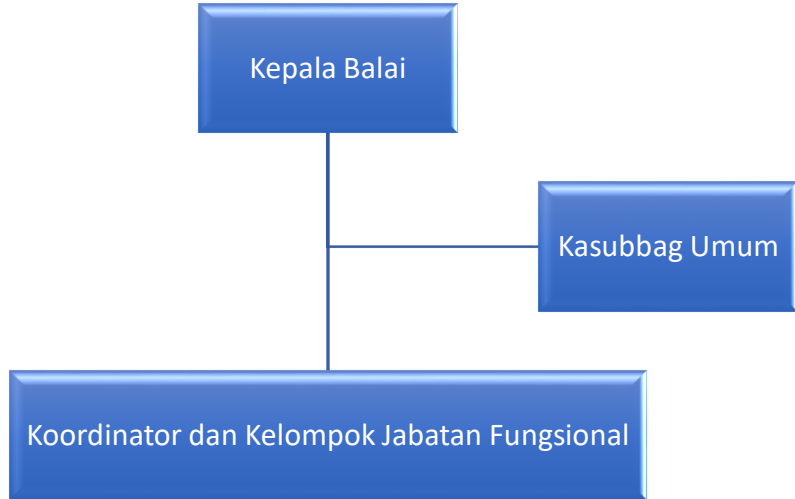 Kepala Balai
Kasubbag Umum
Koordinator dan Kelompok Jabatan Fungsional